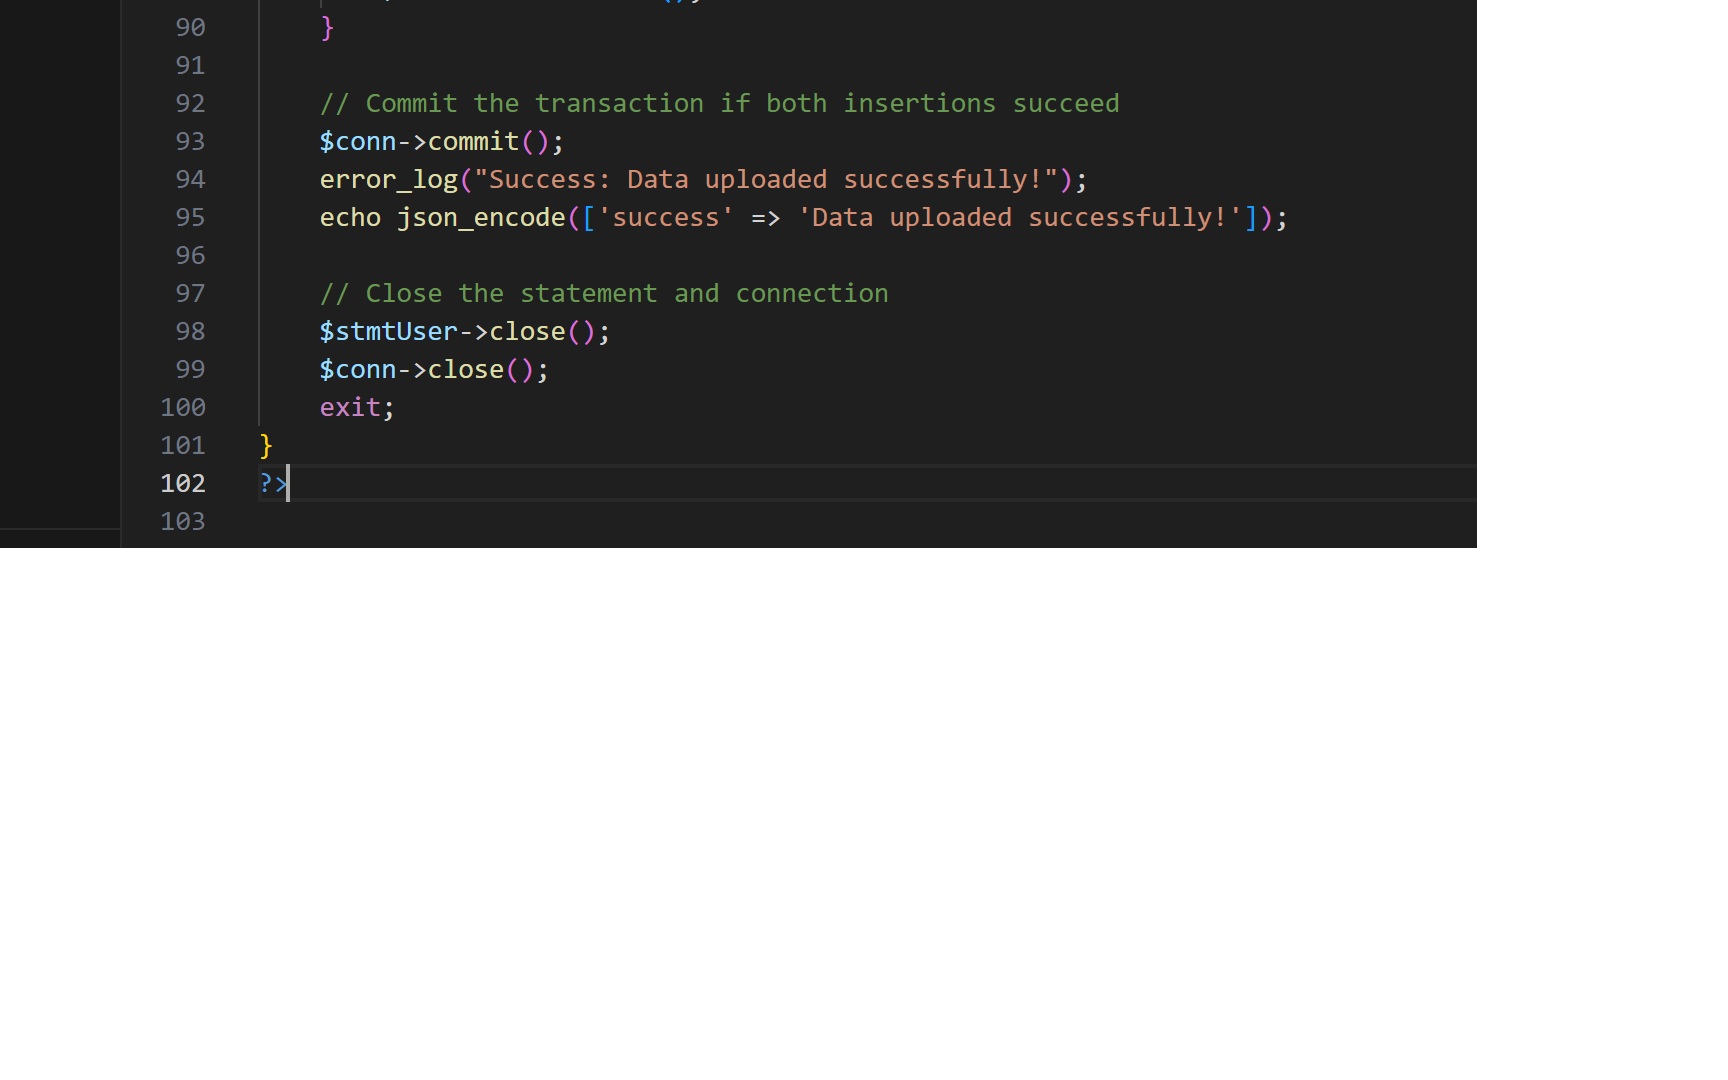 90 }
91
92 // Commit the transaction if both insertions succeed
93 $conn->commit();
94 error_log("Success: Data uploaded successfully!");
95 echo json_encode(['success' => 'Data uploaded successfully!']);
96
97 // Close the statement and connection
98 $stmtUser->close();
99 $conn->close();
100 exit;
101 }
102 ?>
103